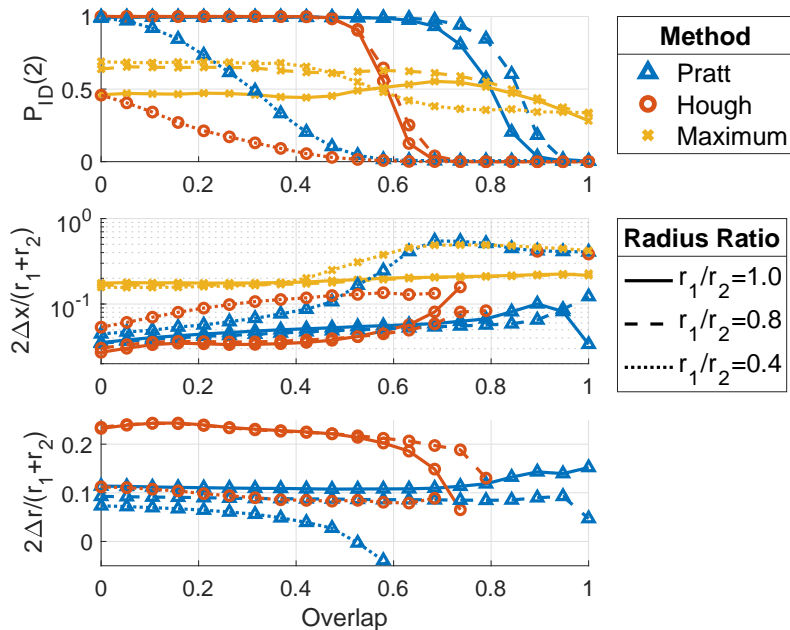 1
0.5
0
P_ID(2)
0 0.2 0.4 0.6 0.8 1
Method
Pratt
Hough
Maximum
10^0
10^-1
2Δx/(r_1+r_2)
0 0.2 0.4 0.6 0.8 1
Radius Ratio
r_1/r_2=1.0
r_1/r_2=0.8
r_1/r_2=0.4
0.2
0.1
0
2Δr/(r_1+r_2)
0 0.2 0.4 0.6 0.8 1
Overlap